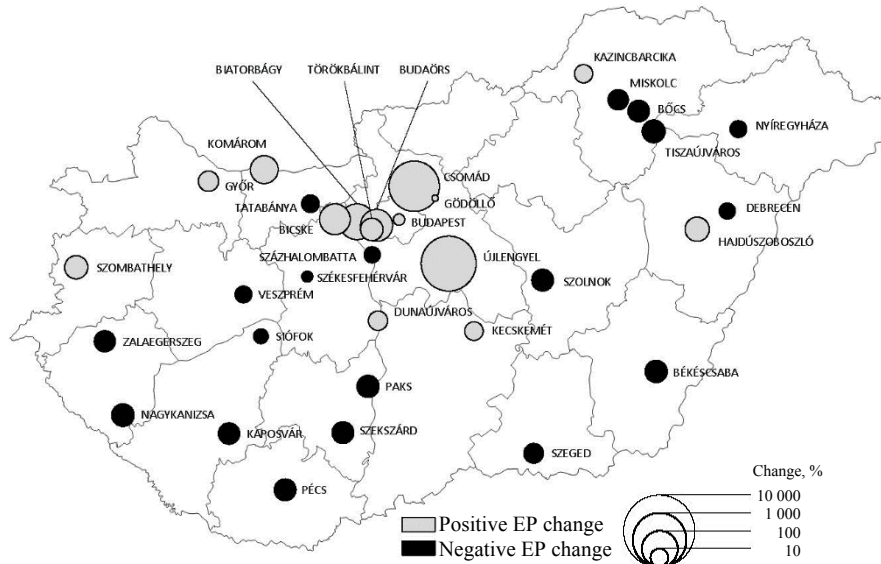 KAZINCBARCIKA
BIATORBÁGY TÖRÖKBÁLINT BUDAÖRS
MISKOLC
BŐCS
NYÍREGYHÁZA
TISZAÚJVÁROS
KOMÁROM
CSOMÁD
GYŐR
GÖDÖLLŐ
TATABÁNYA
DEBRECEN
BUDAPEST
BICSKE
HAJDÚSZOBOSZLÓ
SZÁZHALOMBATTA
SZOMBATHELY
ÚJLENGYEL
SZÉKESFEHÉRVÁR
SZOLNOK
VESZPRÉM
DUNAÚJVÁROS
KECSKEMÉT
SIÓFOK
ZALAEGERSZEG
BÉKÉSCSABA
PAKS
NAGYKANIZSA
SZEKSZÁRD
KAPOSVÁR
SZEGED
PÉCS
Change, %
10 000
1 000
100
10
Positive EP change
Negative EP change